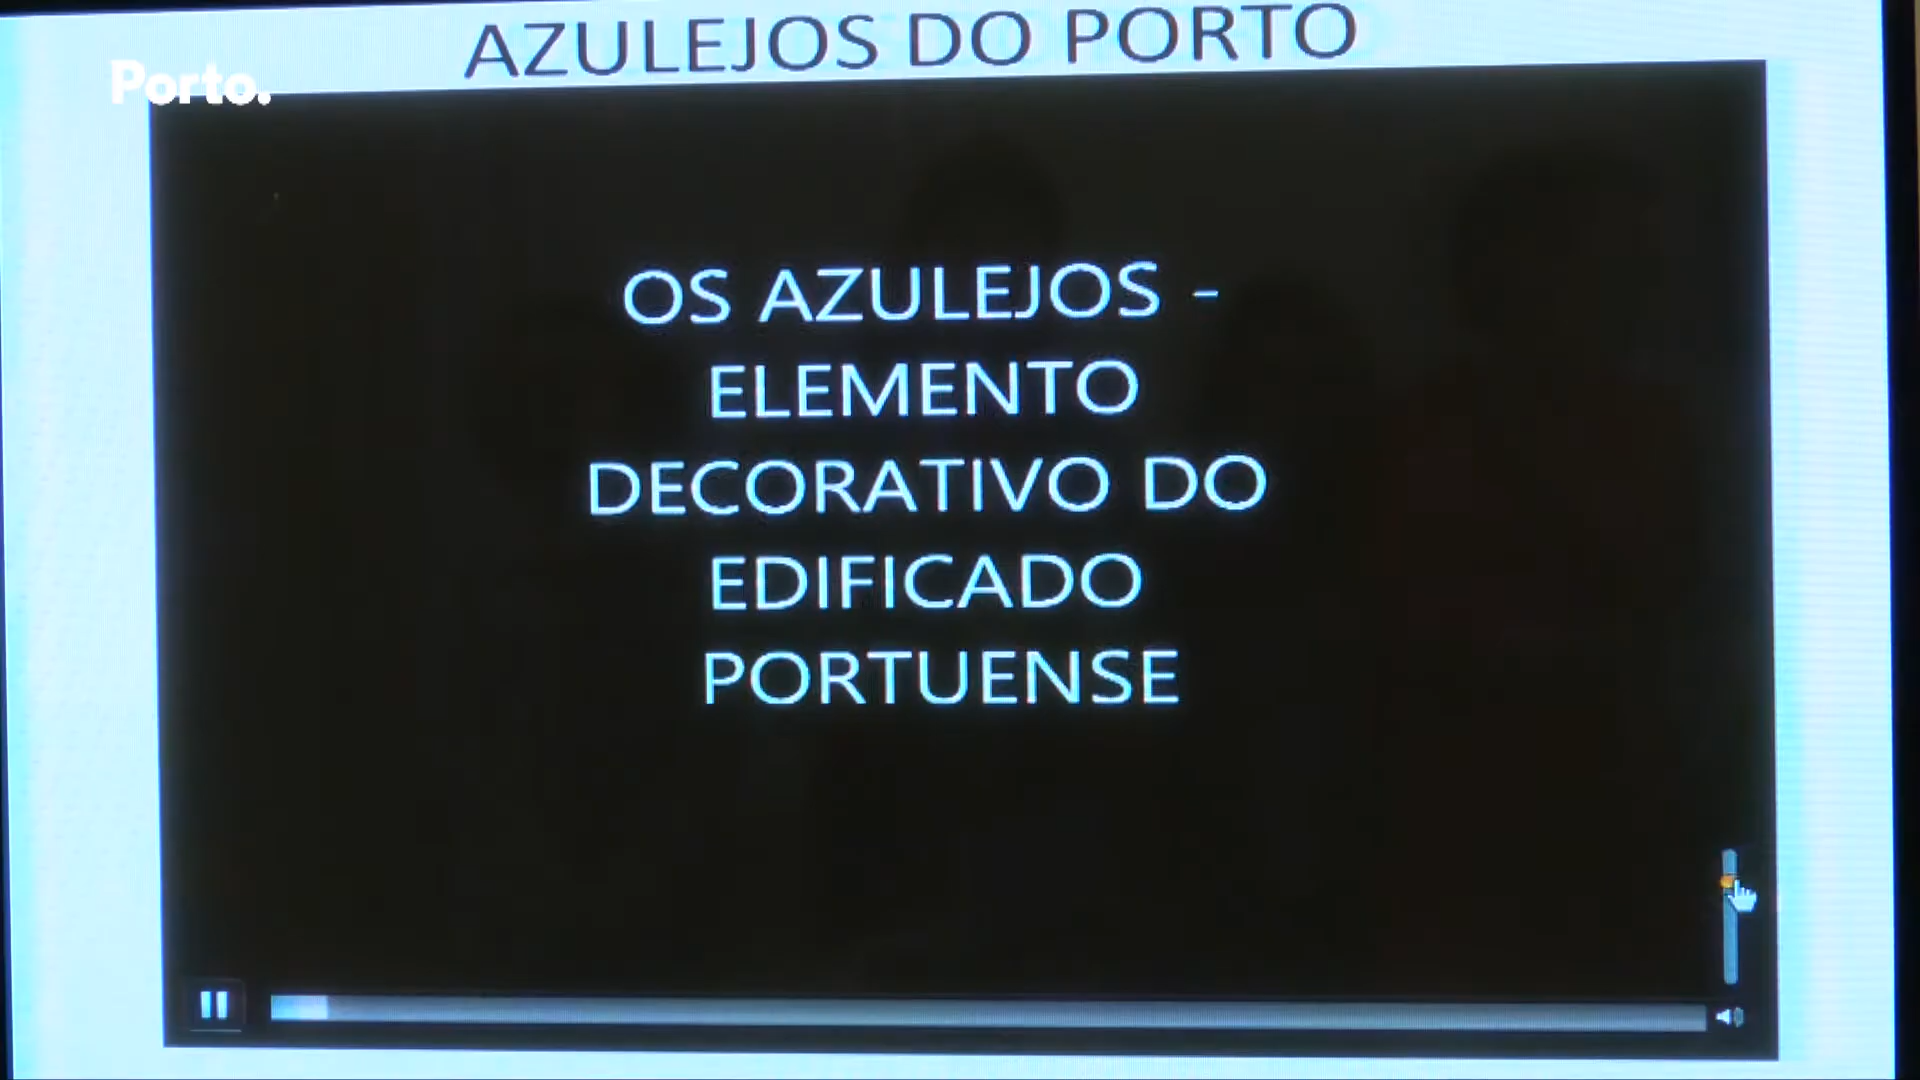 AZULEJOS DO PORTO
Porto.
OS AZULEJOS -
ELEMENTO
DECORATIVO DO
EDIFICADO
PORTUENSE